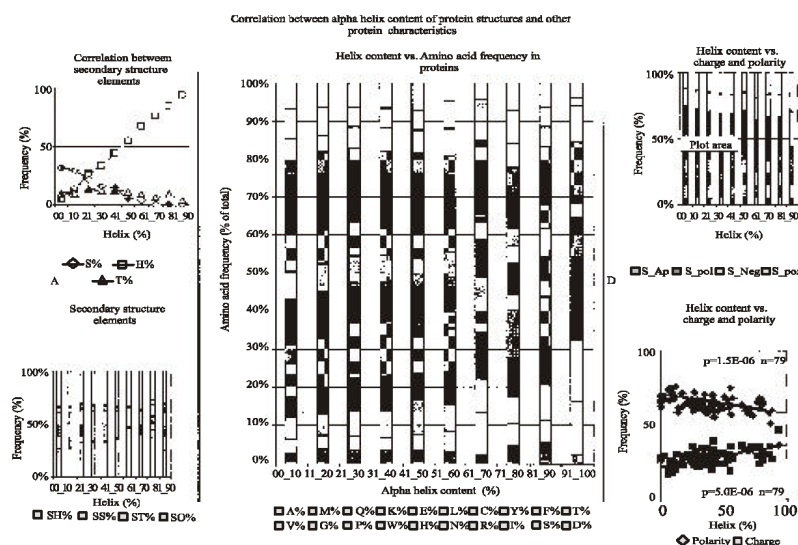 Correlation between alpha helix content of protein structures and other
protein characteristics
Correlation between
secondary structure
elements
100
50
0
Frequency (%)
00_10 21_30 41_50 61_70 81_90
Helix (%)
S% H%
T%
A
Secondary structure
elements
100%
50%
0%
Frequency (%)
00_10 21_30 41_50 61_70 81_90
Helix (%)
SH% SS% ST% SO%
Helix content vs. Amino acid frequency in
proteins
100%
90%
80%
70%
60%
50%
40%
30%
20%
10%
0%
Amino acid frequency (% of total)
00_10 11_20 21_30 31_40 41_50 51_60 61_70 71_80 81_90 91_100
Alpha helix content (%)
A% M% Q% K% E% L% C% Y% F% T%
V% G% P% W% H% N% R% I% S% D%
D
Helix content vs.
charge and polarity
100%
50%
0%
Frequency (%)
Plot area
00_10 21_30 41_50 61_70 81_90
Helix (%)
S_Ap S_pol S_Neg S_pos
Helix content vs.
charge and polarity
100
50
0
Frequency (%)
p=1.5E-06 n=79
p=5.0E-06 n=79
0 50 100
Helix (%)
Polarity Charge